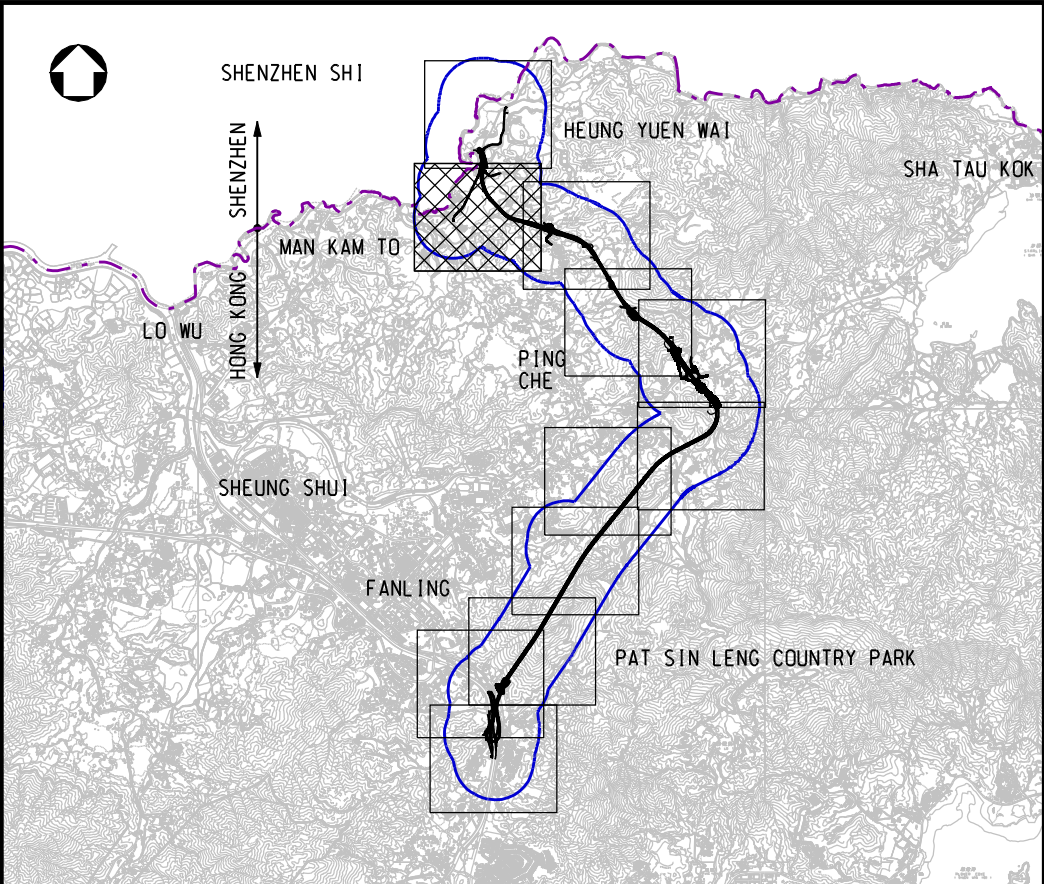 SHENZHEN SHI
SHENZHEN
HEUNG YUEN WAI
SHA TAU KOK
MAN KAM TO
HONG KONG
LO WU
PING
CHE
SHEUNG SHUI
FANLING
PAT SIN LENG COUNTRY PARK